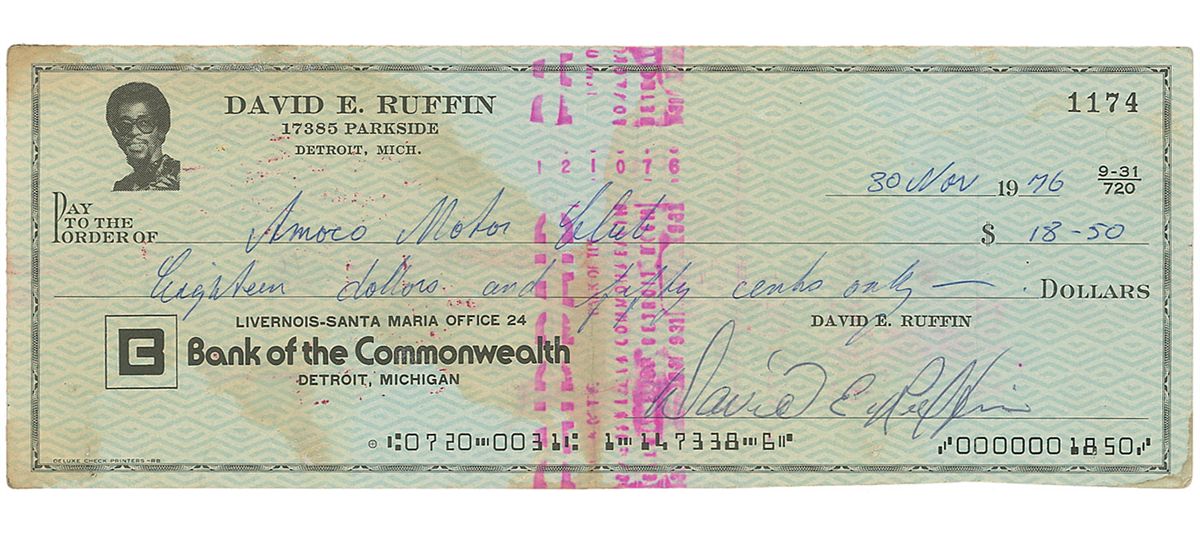 DAVID E. RUFFIN
17385 PARKSIDE
DETROIT, MICH.
1174
30 Nov 1976
9-31
720
PAY
TO THE
ORDER OF Amoco Motor Club $ 18-50
Eighteen dollars and fifty cents only — . DOLLARS
LIVERNOIS-SANTA MARIA OFFICE 24
DAVID E. RUFFIN
B Bank of the Commonwealth
DETROIT, MICHIGAN
David E. Ruffin
⑆0720⑉0031⑆ 1⑉147338⑉6⑈ ⑇0000001850⑇
DELUXE CHECK PRINTERS-RB
121076